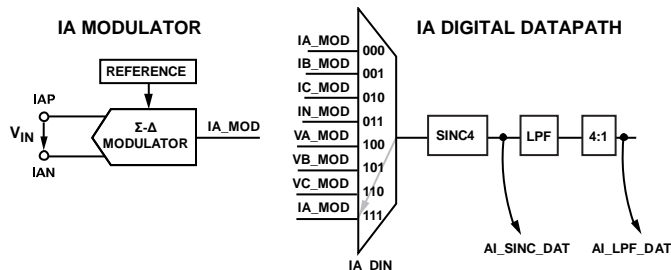 IA MODULATOR
REFERENCE
IAP
VIN
IAN
Σ-Δ
MODULATOR
IA_MOD
IA DIGITAL DATAPATH
IA_MOD 000
IB_MOD 001
IC_MOD 010
IN_MOD 011
VA_MOD 100
VB_MOD 101
VC_MOD 110
IA_MOD 111
IA_DIN
SINC4
LPF
4:1
AI_SINC_DAT
AI_LPF_DAT